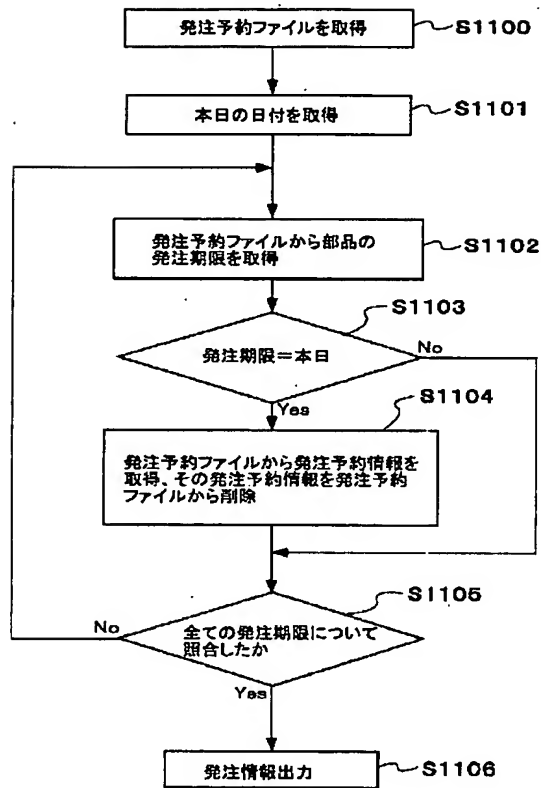 発注予約ファイルを取得
S1100
本日の日付を取得
S1101
発注予約ファイルから部品の
発注期限を取得
S1102
S1103
発注期限=本日
No
Yes
S1104
発注予約ファイルから発注予約情報を
取得、その発注予約情報を発注予約
ファイルから削除
S1105
No
全ての発注期限について
照合したか
Yes
発注情報出力
S1106